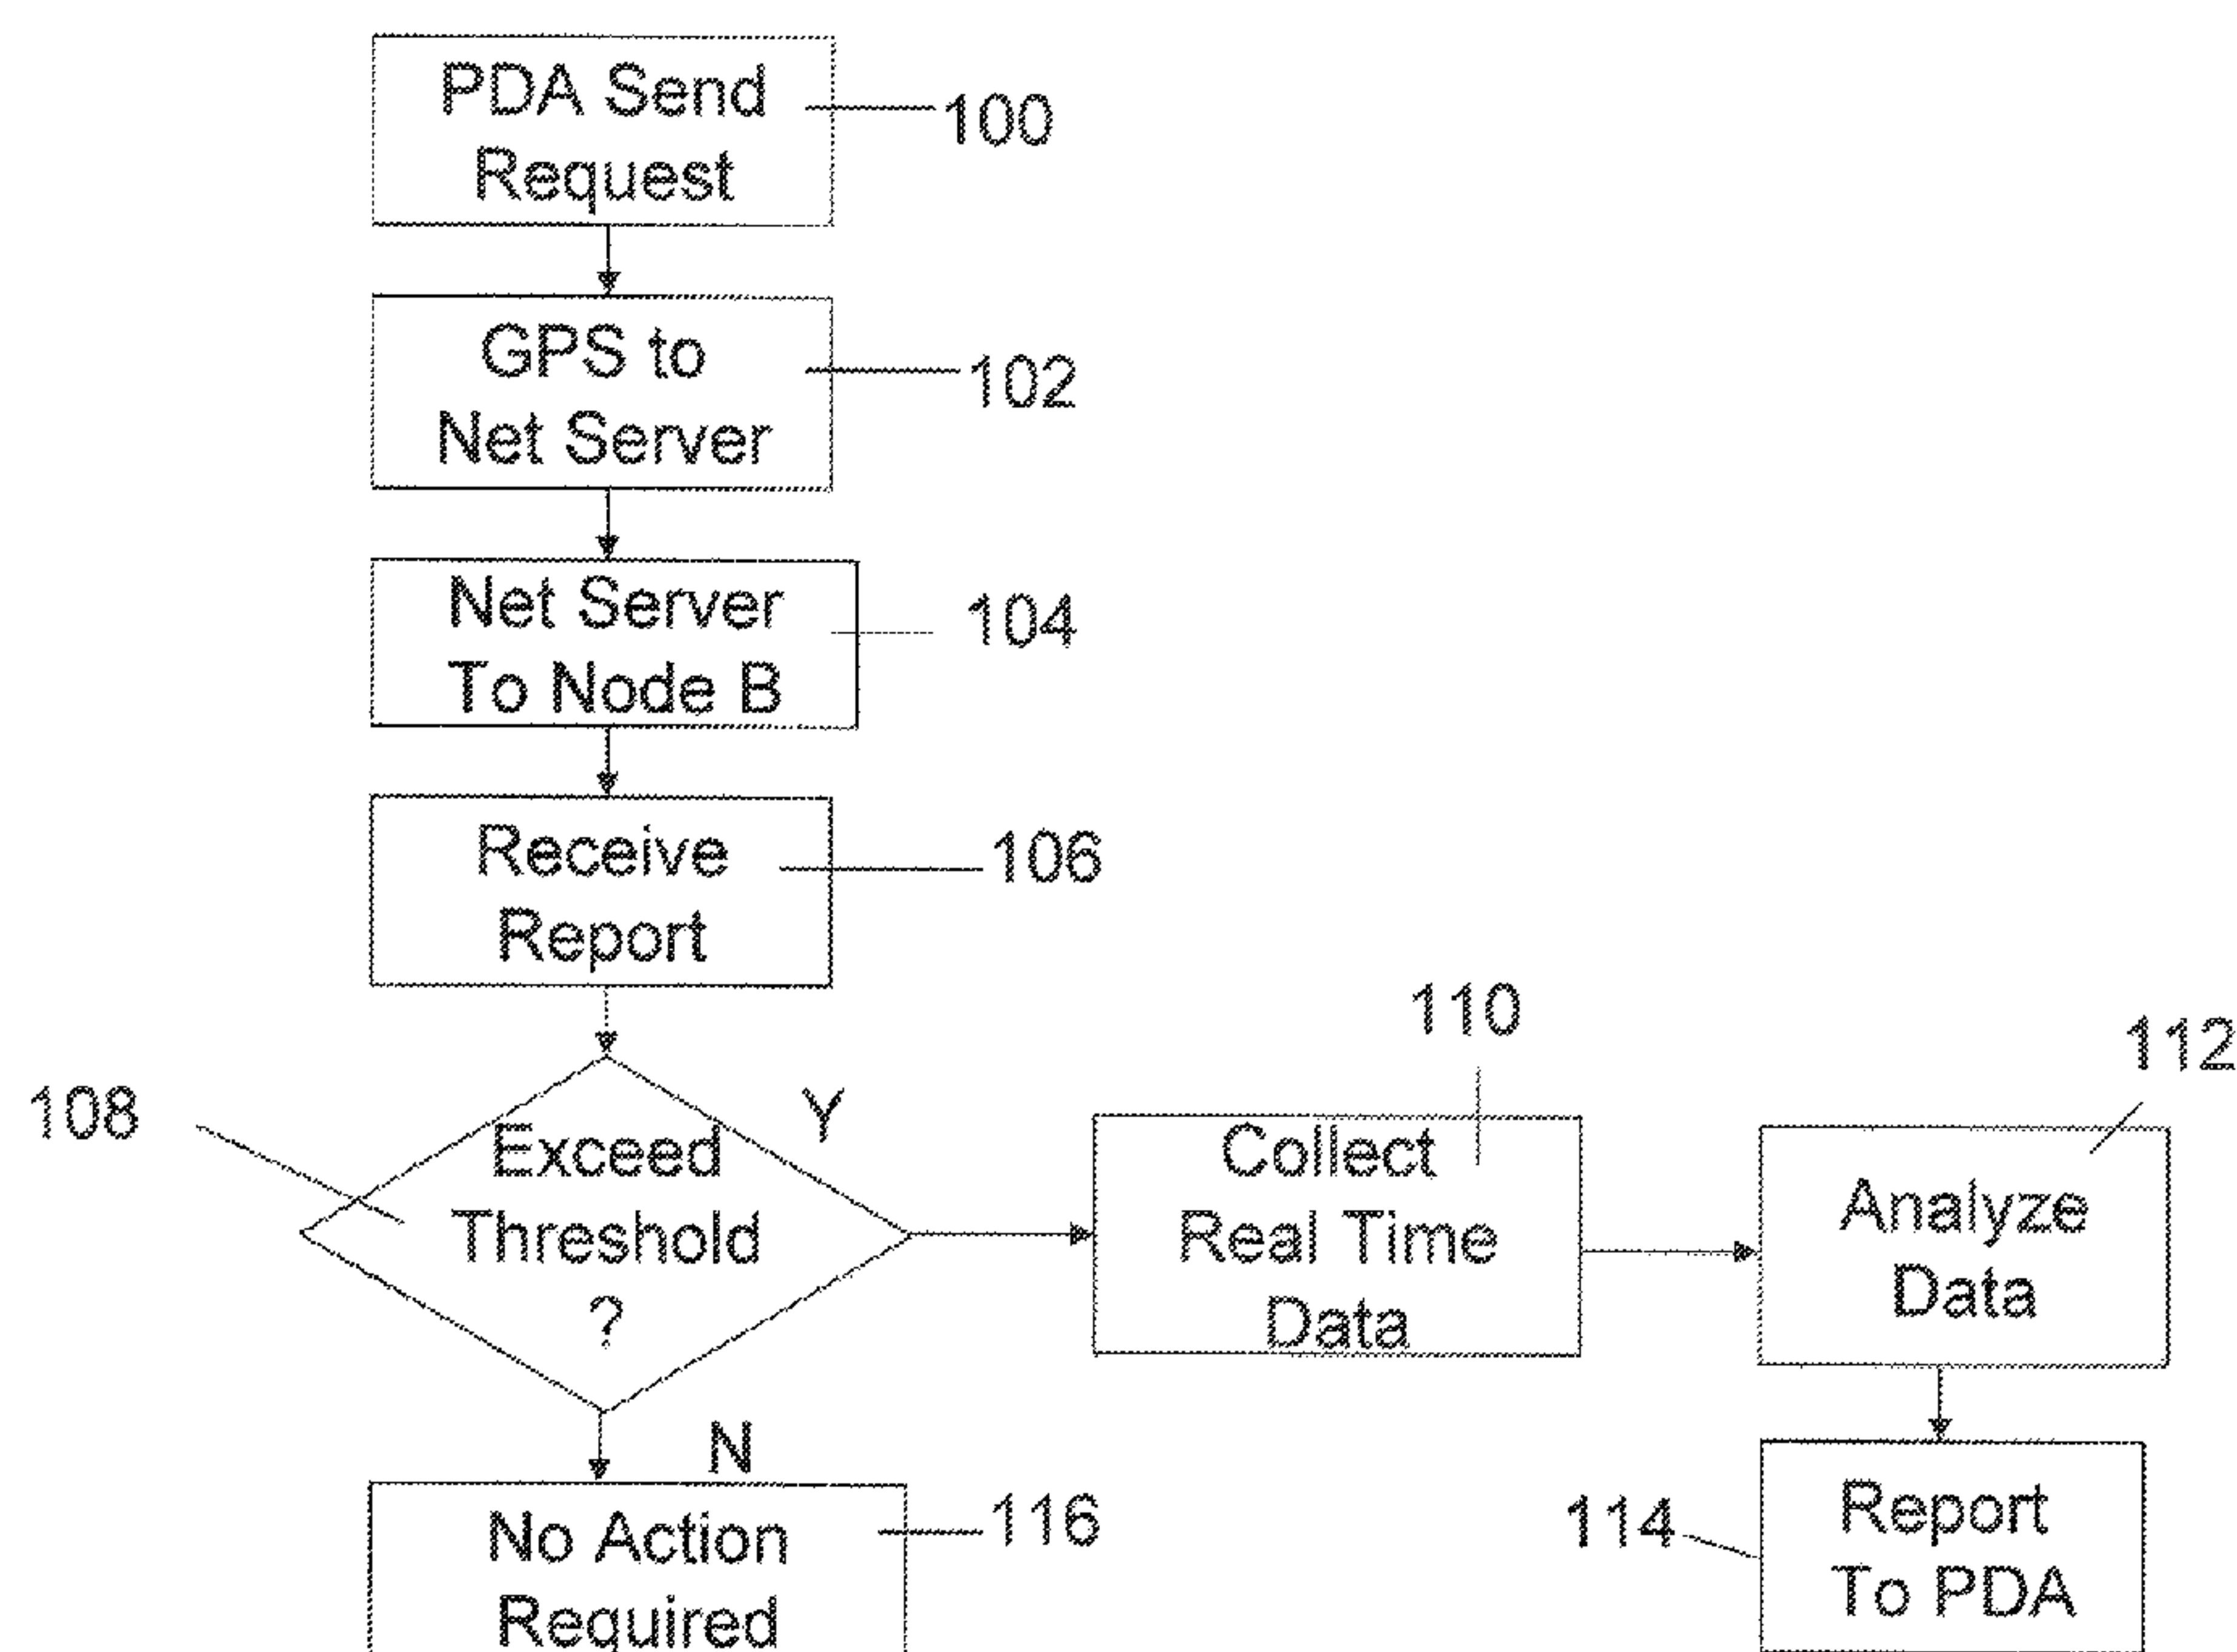 PDA Send
Request
100
GPS to
Net Server
102
Net Server
To Node B
104
Receive
Report
106
108
Exceed
Threshold
?
Y
N
110
Collect
Real Time
Data
112
Analyze
Data
No Action
Required
116
114
Report
To PDA